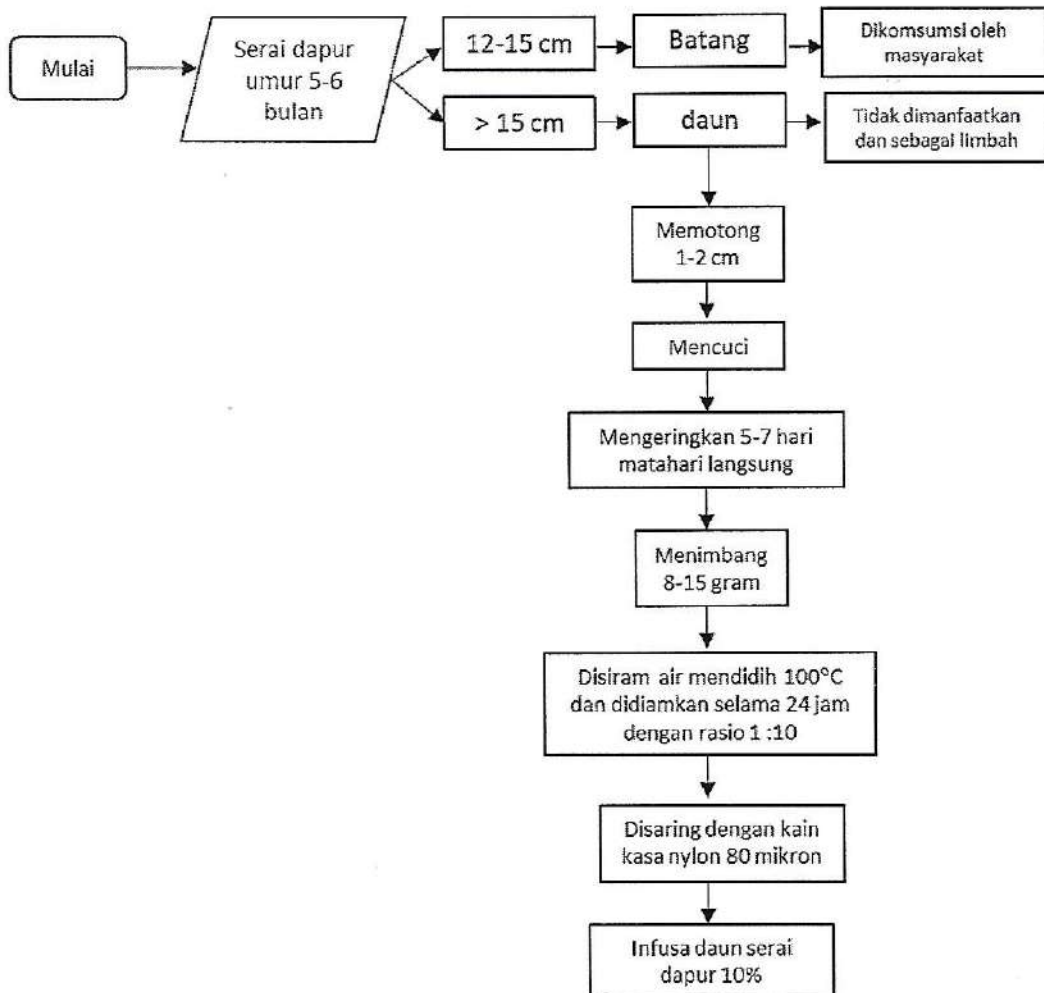 Mulai
Serai dapur
umur 5-6
bulan
12-15 cm
Batang
Dikomsumsi oleh
masyarakat
> 15 cm
daun
Tidak dimanfaatkan
dan sebagai limbah
Memotong
1-2 cm
Mencuci
Mengeringkan 5-7 hari
matahari langsung
Menimbang
8-15 gram
Disiram air mendidih 100°C
dan didiamkan selama 24 jam
dengan rasio 1 :10
Disaring dengan kain
kasa nylon 80 mikron
Infusa daun serai
dapur 10%